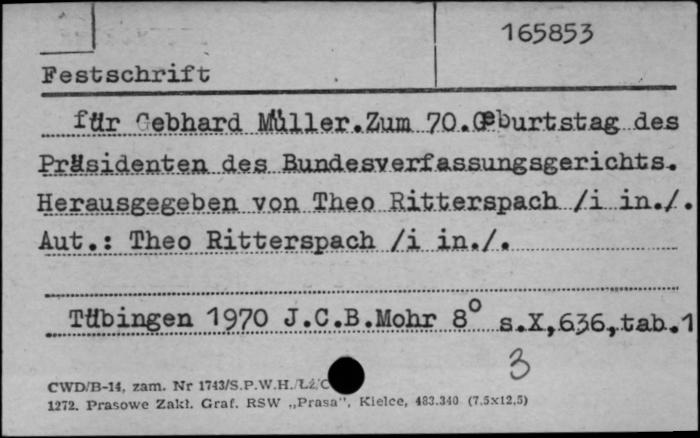 165853
Festschrift
für Gebhard Müller.Zum 70.Geburtstag des
Präsidenten des Bundesverfassungsgerichts.
Herausgegeben von Theo Ritterspach /i in./.
Aut.: Theo Ritterspach /i in./.
Tübingen 1970 J.C.B.Mohr 8° s.X,636,tab.1
3
CWD/B-14, zam. Nr 1743/S.P.W.H./Ł2/C
1272. Prasowe Zakł. Graf. RSW „Prasa", Kielce, 483.340 (7,5x12,5)